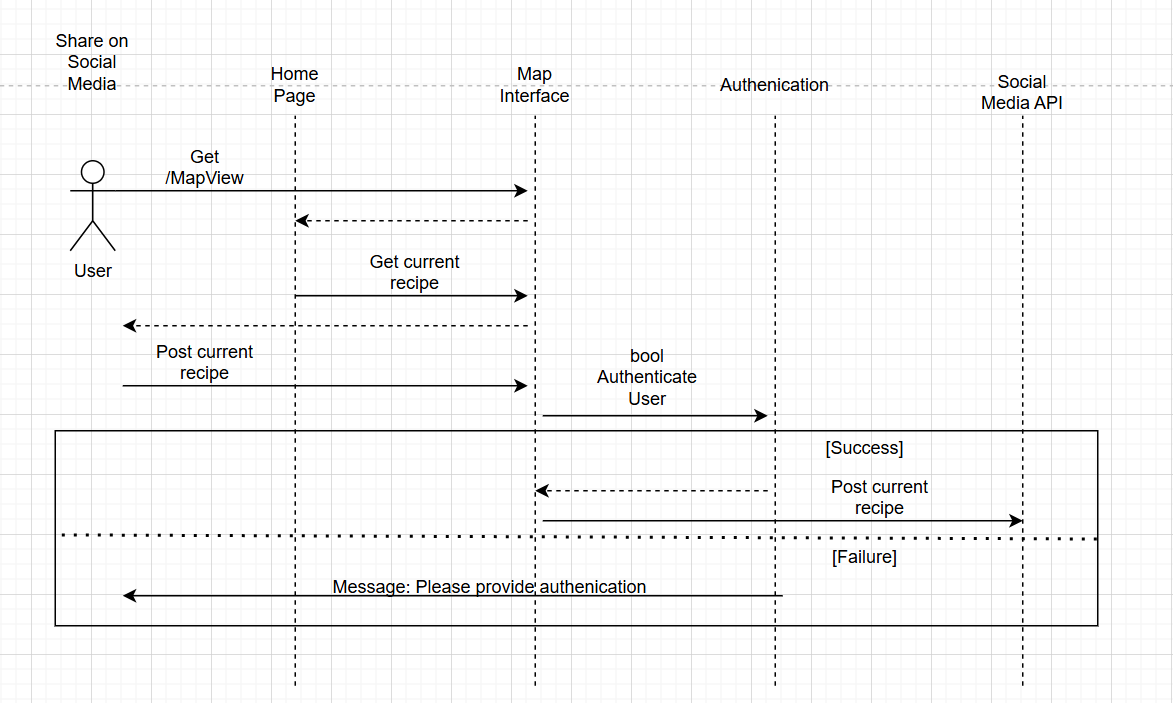 Share on
Social
Media
Home
Page
Map
Interface
Authenication
Social
Media API
Get
/MapView
User
Get current
recipe
Post current
recipe
bool
Authenticate
User
[Success]
Post current
recipe
[Failure]
Message: Please provide authenication